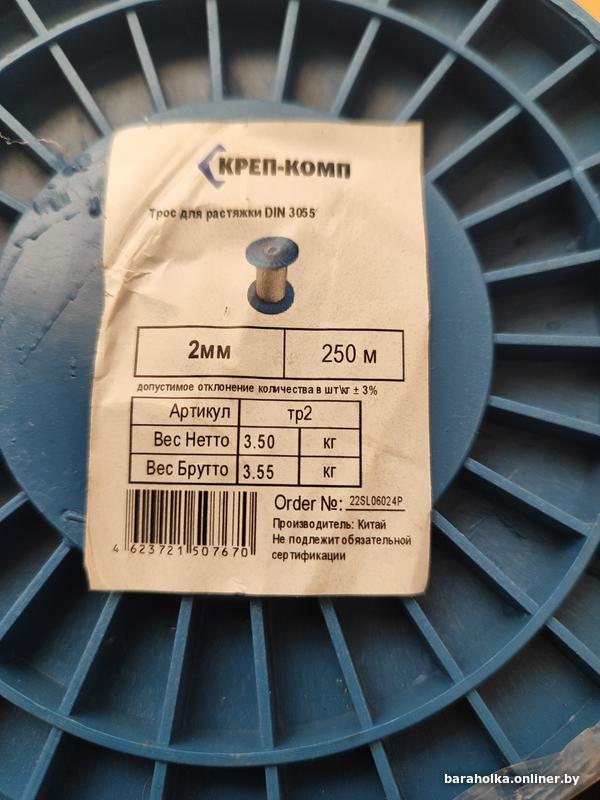 КРЕП-КОМП
Трос для растяжки DIN 3055
2мм 250 м
допустимое отклонение количества в шт\кг ± 3%
Артикул тр2
Вес Нетто 3.50 кг
Вес Брутто 3.55 кг
4 623721 507670
Order №: 22SL06024P
Производитель: Китай
Не подлежит обязательной
сертификации
baraholka.onliner.by